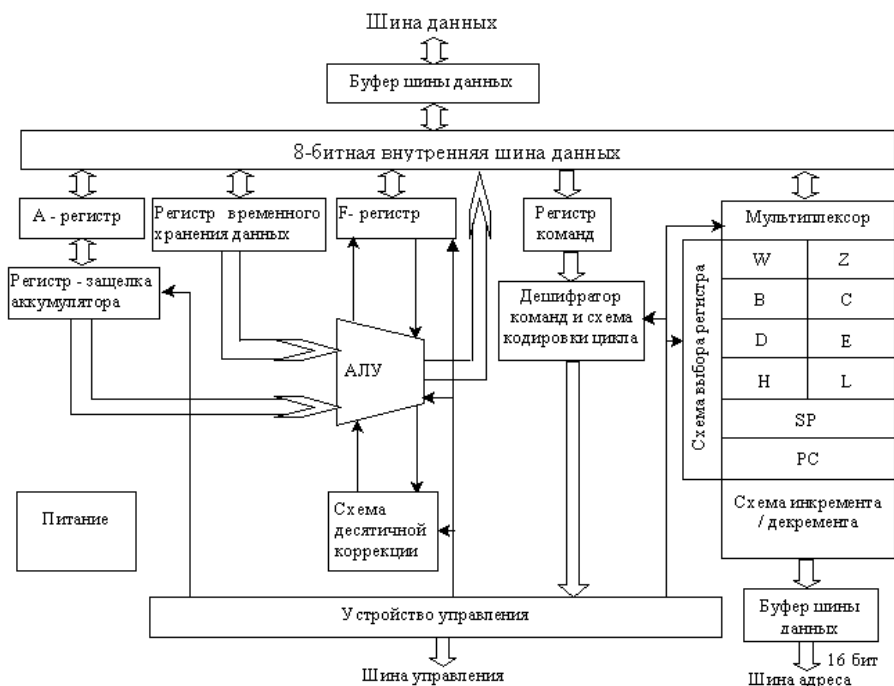 Шина данных
Буфер шины данных
8-битная внутренняя шина данных
А - регистр
Регистр временного
хранения данных
F- регистр
Регистр
команд
Мультиплексор
Регистр - защелка
аккумулятора
Дешифратор
команд и схема
кодировки цикла
Схема выбора регистра
W
Z
B
C
D
E
H
L
SP
PC
АЛУ
Питание
Схема
десятичной
коррекции
Схема инкремента
/ декремента
Устройство управления
Буфер шины
данных
Шина управления
16 бит
Шина адреса